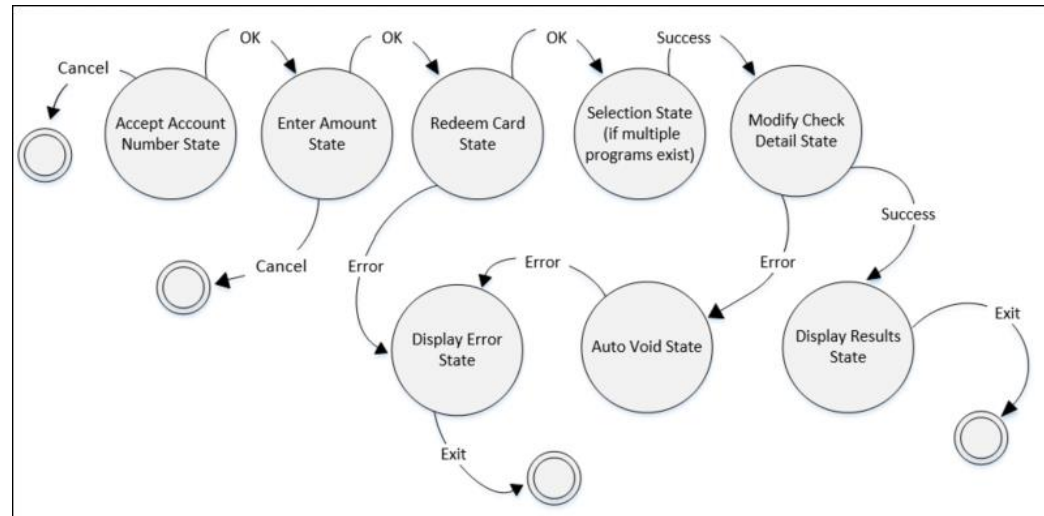 OK
OK
OK
Success
Cancel
Accept Account
Number State
Enter Amount
State
Redeem Card
State
Selection State
(if multiple
programs exist)
Modify Check
Detail State
Success
Cancel
Error
Error
Error
Display Error
State
Auto Void State
Display Results
State
Exit
Exit